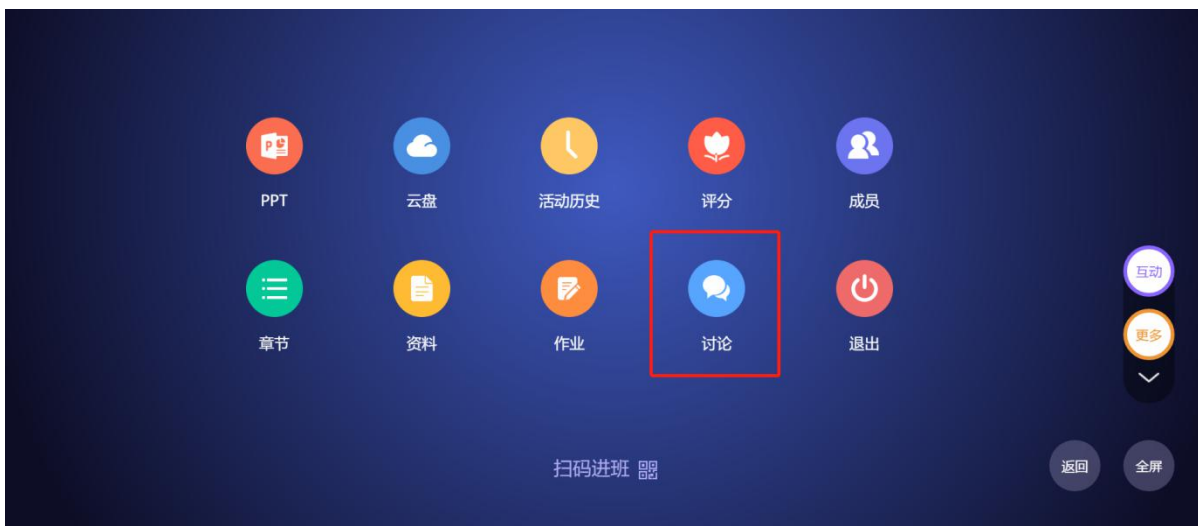 PPT
云盘
活动历史
评分
成员
章节
资料
作业
讨论
退出
互动
更多
扫码进班
返回
全屏